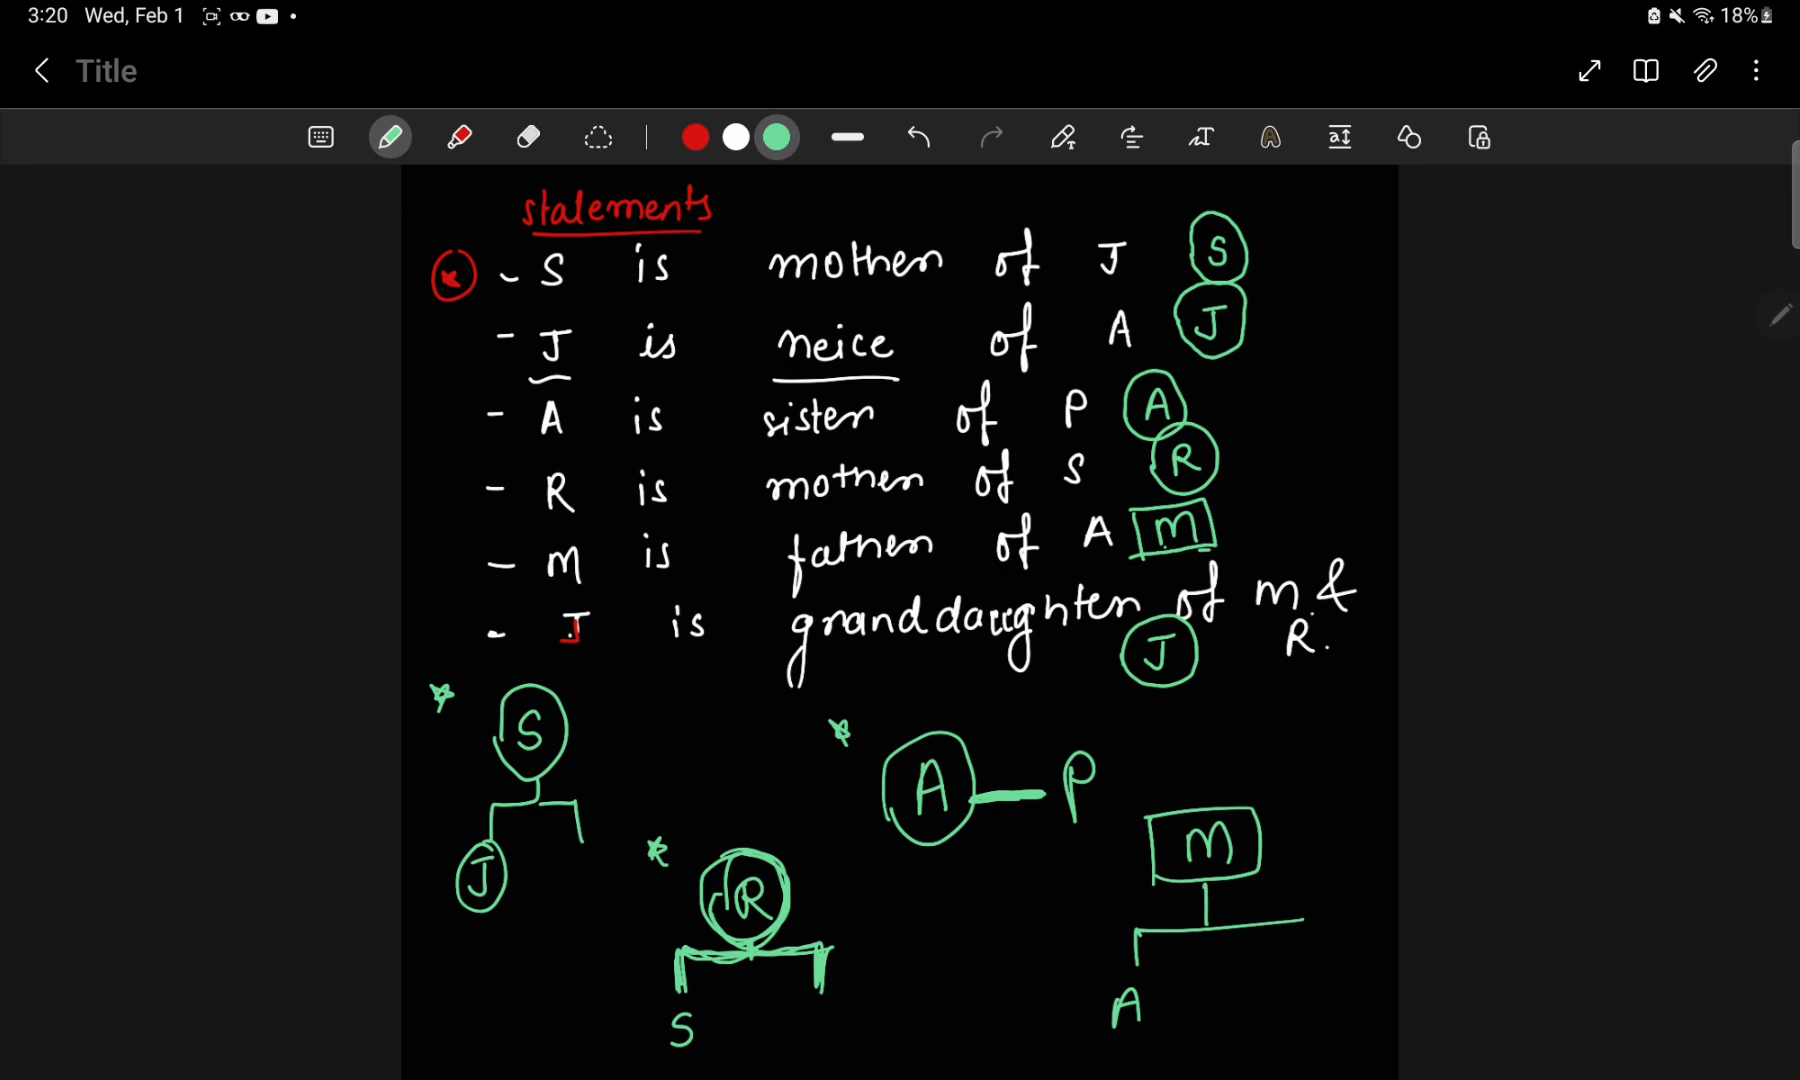 3:20 Wed, Feb 1 18%
Title
statements
- S is mother of J S
- J is neice of A J
- A is sister of P A
- R is mother of S R
- M is father of A M
- J is granddaughter of M &
R.
J
S
A P
M
J
R
A
S